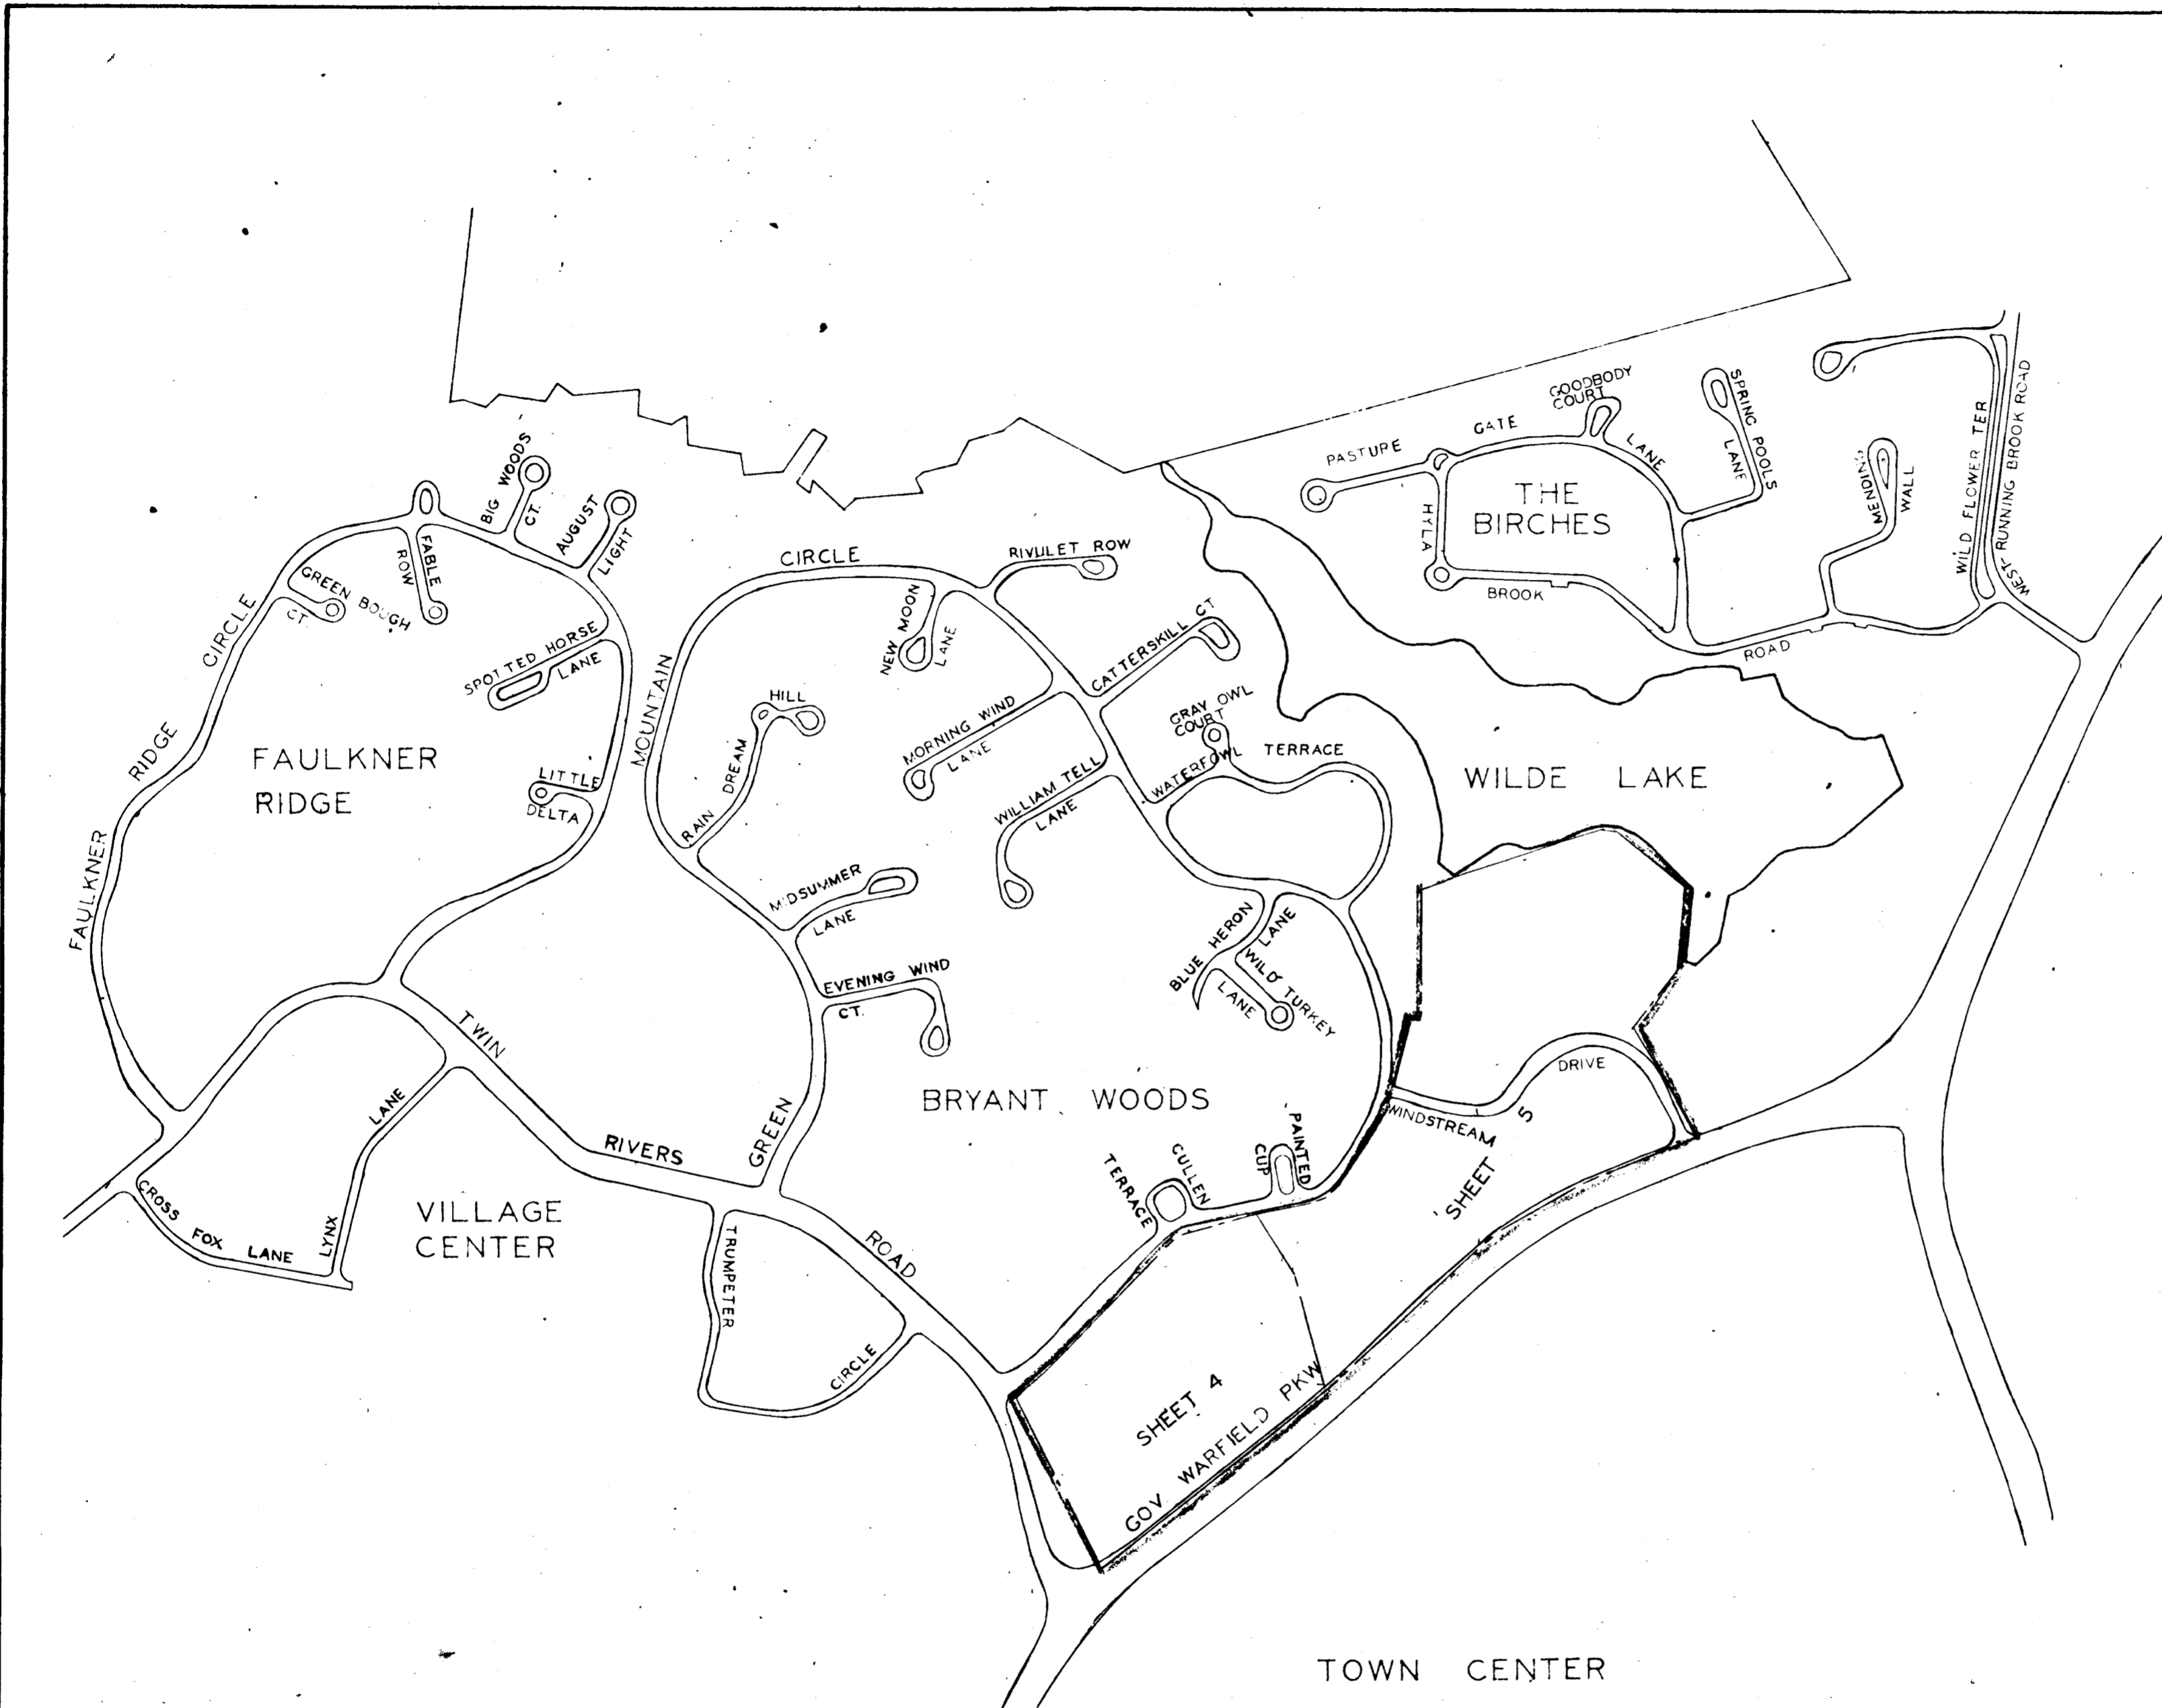 GOODBODY
COURT
SPRING POOLS
LANE
PASTURE GATE LANE
THE
BIRCHES
HYLA
BROOK
ROAD
MENDING
WALL
WILD FLOWER TER
WEST-RUNNING BROOK ROAD
BIG WOODS
CT.
AUGUST
LIGHT
FABLE
ROW
GREEN BOUGH
CT.
SPOTTED HORSE
LANE
LITTLE
DELTA
FAULKNER RIDGE CIRCLE
FAULKNER
RIDGE
GREEN MOUNTAIN CIRCLE
RIVULET ROW
NEW MOON
LANE
CATTERSKILL CT
HILL
RAIN DREAM
MORNING WIND
LANE
GRAY OWL
COURT
WATERFOWL TERRACE
WILLIAM TELL
LANE
WILDE LAKE
MIDSUMMER
LANE
EVENING WIND
CT.
BLUE HERON
LANE
WILD TURKEY
LANE
BRYANT WOODS
WINDSTREAM DRIVE
TWIN RIVERS ROAD
LYNX LANE
CROSS FOX LANE
VILLAGE
CENTER
TRUMPETER
CIRCLE
CULLEN
TERRACE
PAINTED
CUP
SHEET 5
SHEET 4
GOV WARFIELD PKW
TOWN CENTER